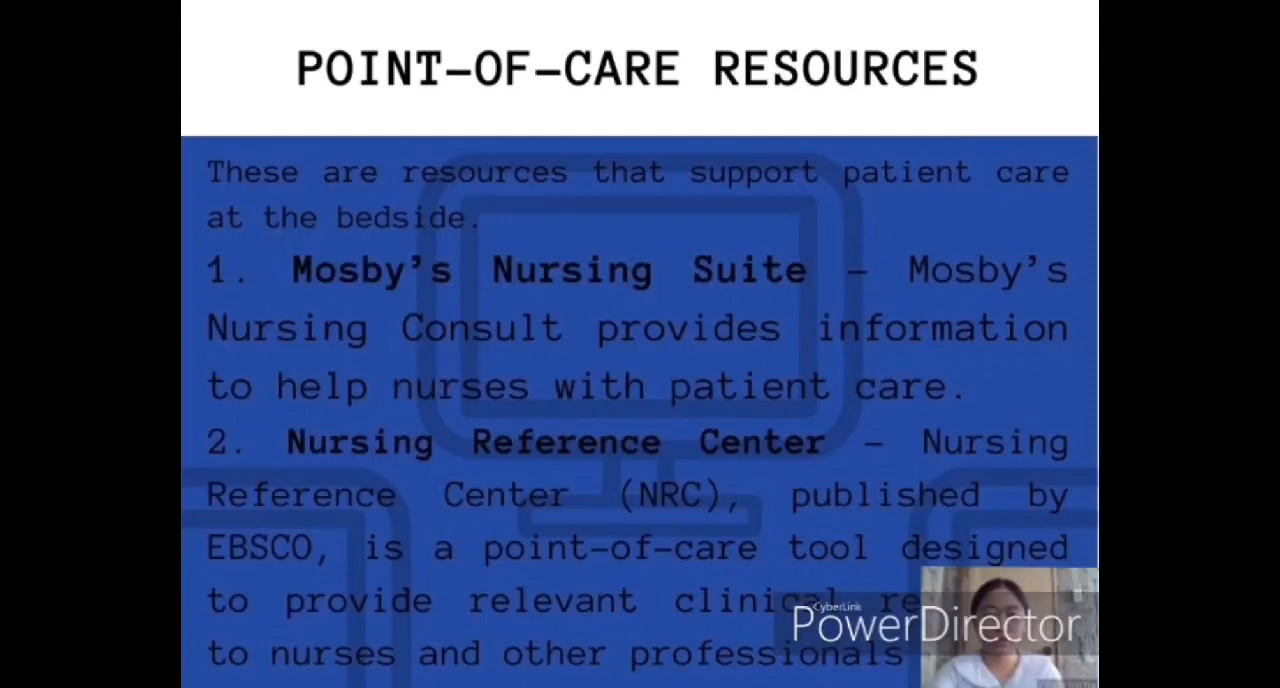 POINT-OF-CARE RESOURCES
These are resources that support patient care
at the bedside.
1. Mosby's Nursing Suite – Mosby's
Nursing Consult provides information
to help nurses with patient care.
2. Nursing Reference Center – Nursing
Reference Center (NRC), published by
EBSCO, is a point-of-care tool designed
to provide relevant clinical
to nurses and other professionals
CyberLink
PowerDirector